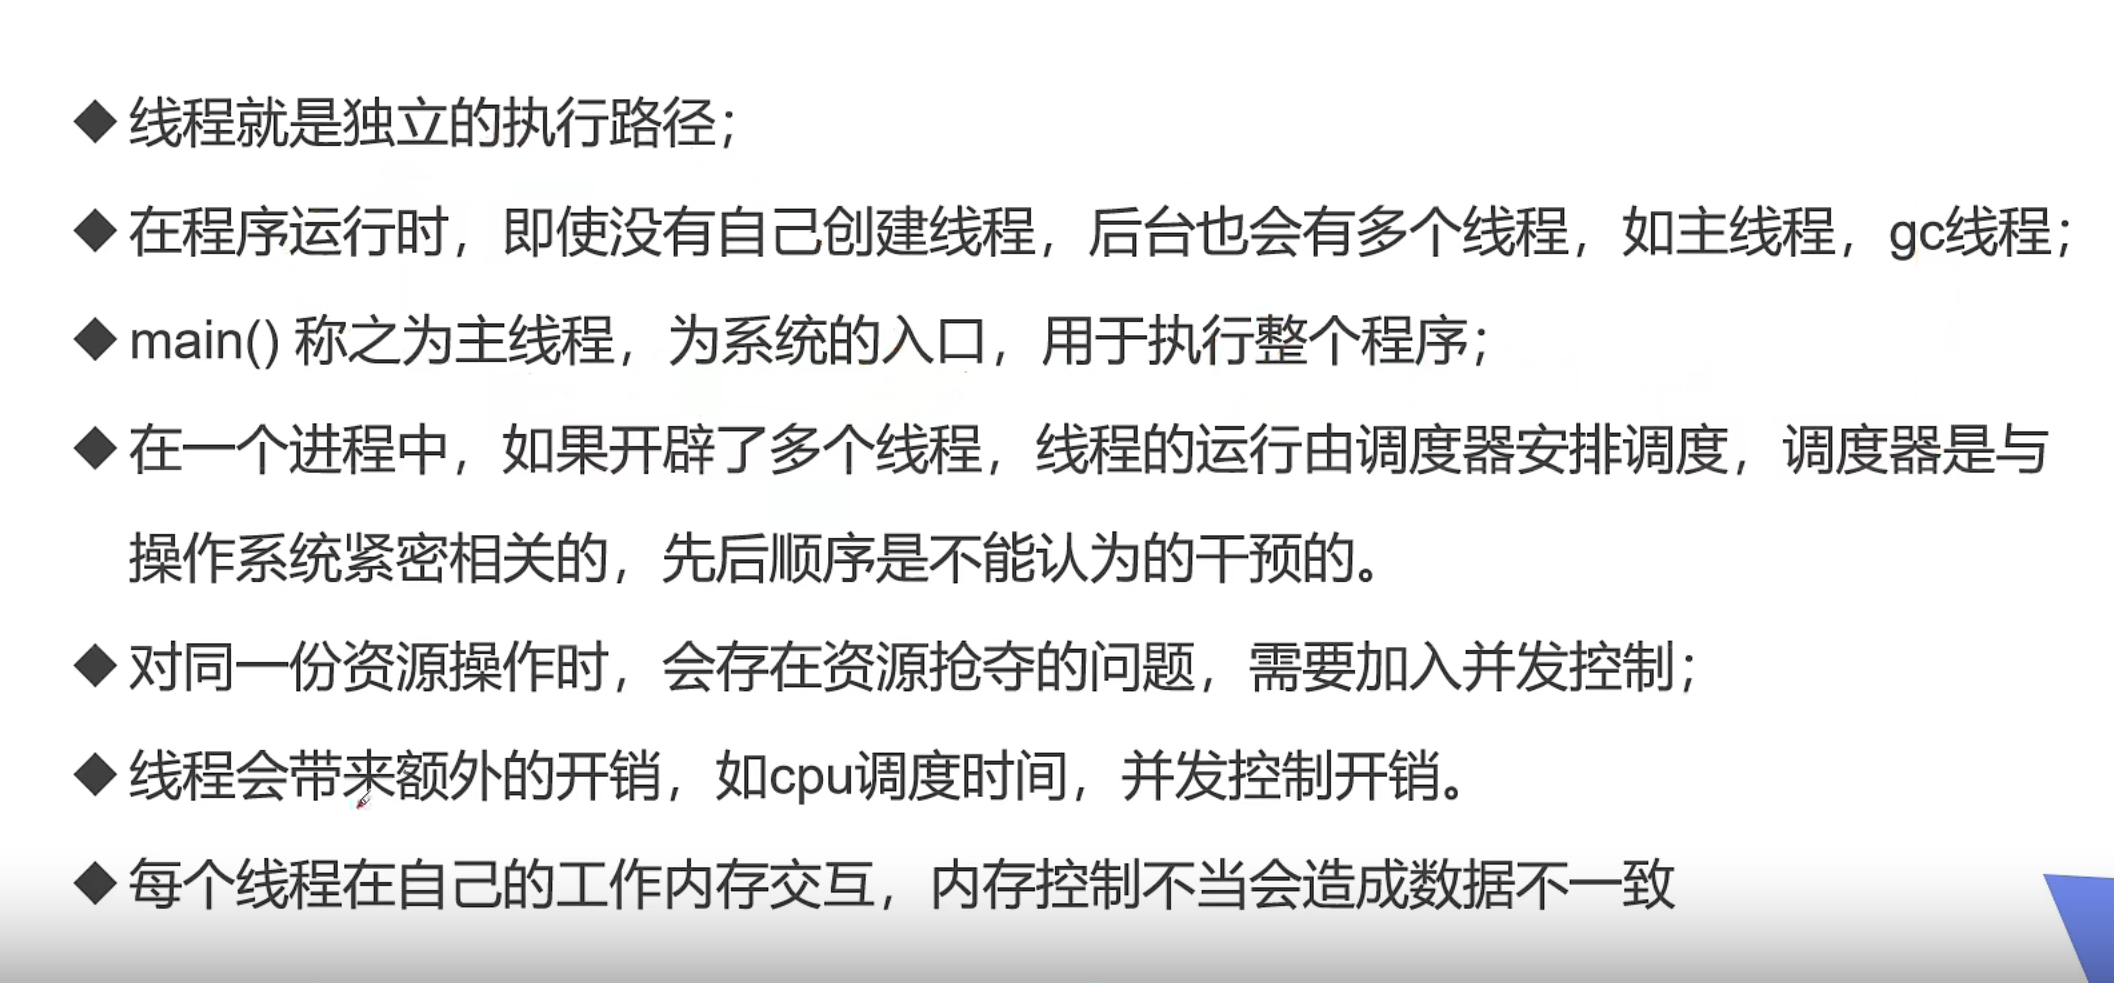 ◆线程就是独立的执行路径；
◆在程序运行时，即使没有自己创建线程，后台也会有多个线程，如主线程，gc线程；
◆main() 称之为主线程，为系统的入口，用于执行整个程序；
◆在一个进程中，如果开辟了多个线程，线程的运行由调度器安排调度，调度器是与
操作系统紧密相关的，先后顺序是不能认为的干预的。
◆对同一份资源操作时，会存在资源抢夺的问题，需要加入并发控制；
◆线程会带来额外的开销，如cpu调度时间，并发控制开销。
◆每个线程在自己的工作内存交互，内存控制不当会造成数据不一致